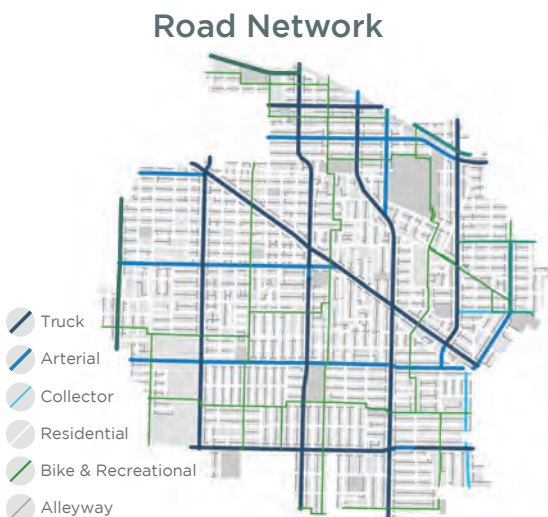 Road Network
Truck
Arterial
Collector
Residential
Bike & Recreational
Alleyway